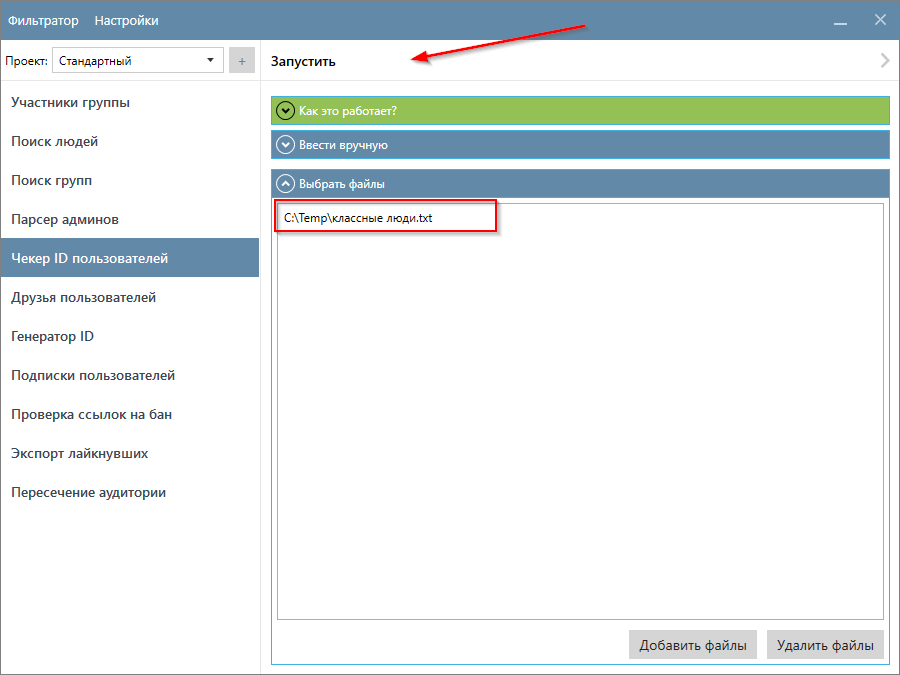 Фильтратор Настройки
Проект: Стандартный +
Запустить
Участники группы
Поиск людей
Поиск групп
Парсер админов
Чекер ID пользователей
Друзья пользователей
Генератор ID
Подписки пользователей
Проверка ссылок на бан
Экспорт лайкнувших
Пересечение аудитории
Как это работает?
Ввести вручную
Выбрать файлы
C:\Temp\классные люди.txt
Добавить файлы Удалить файлы